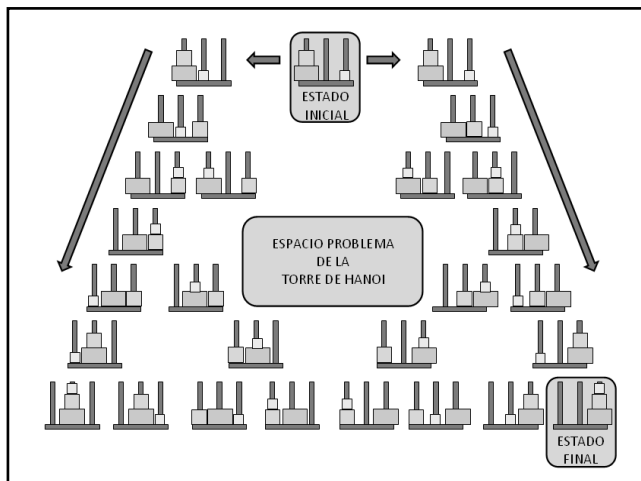 ESTADO
INICIAL
ESPACIO PROBLEMA
DE LA
TORRE DE HANOI
ESTADO
FINAL